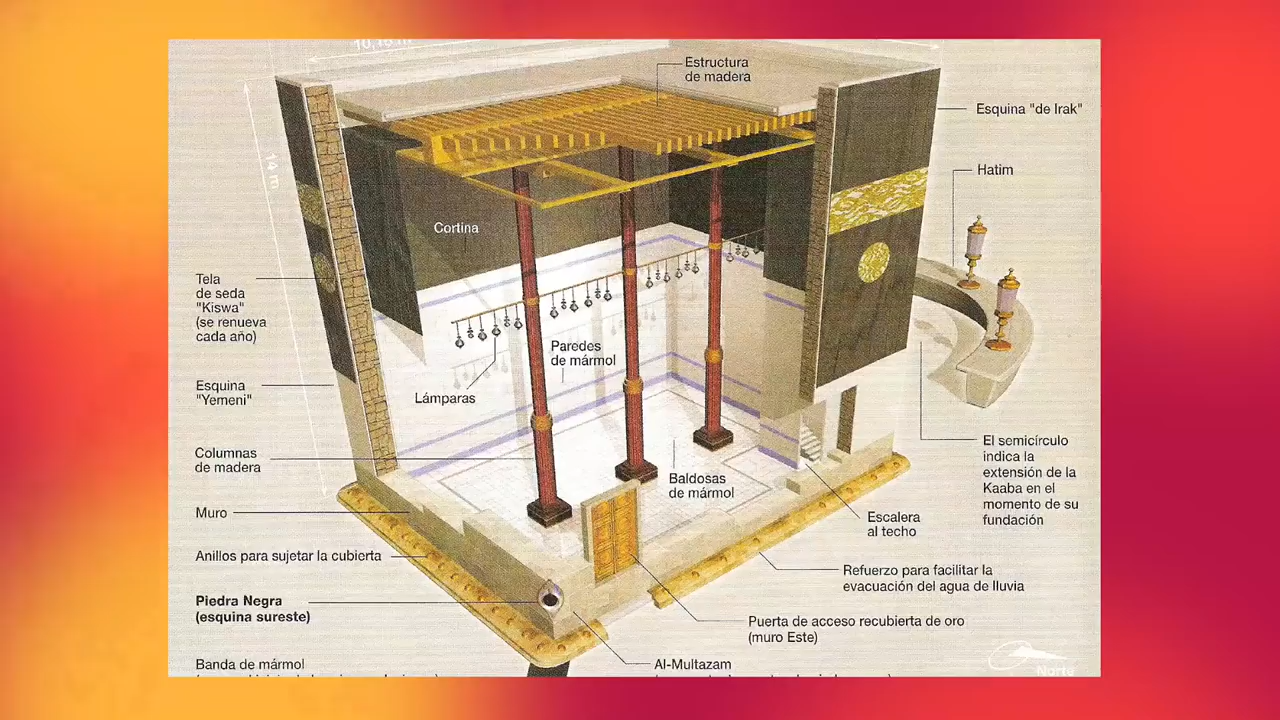 14 m
Estructura
de madera
Esquina "de Irak"
Hatim
Cortina
Tela
de seda
"Kiswa"
(se renueva
cada año)
Paredes
de mármol
Esquina
"Yemeni"
Lámparas
Columnas
de madera
Baldosas
de mármol
El semicírculo
indica la
extensión de la
Kaaba en el
momento de su
fundación
Muro
Escalera
al techo
Anillos para sujetar la cubierta
Refuerzo para facilitar la
evacuación del agua de lluvia
Piedra Negra
(esquina sureste)
Puerta de acceso recubierta de oro
(muro Este)
Banda de mármol
Al-Multazam
Norte